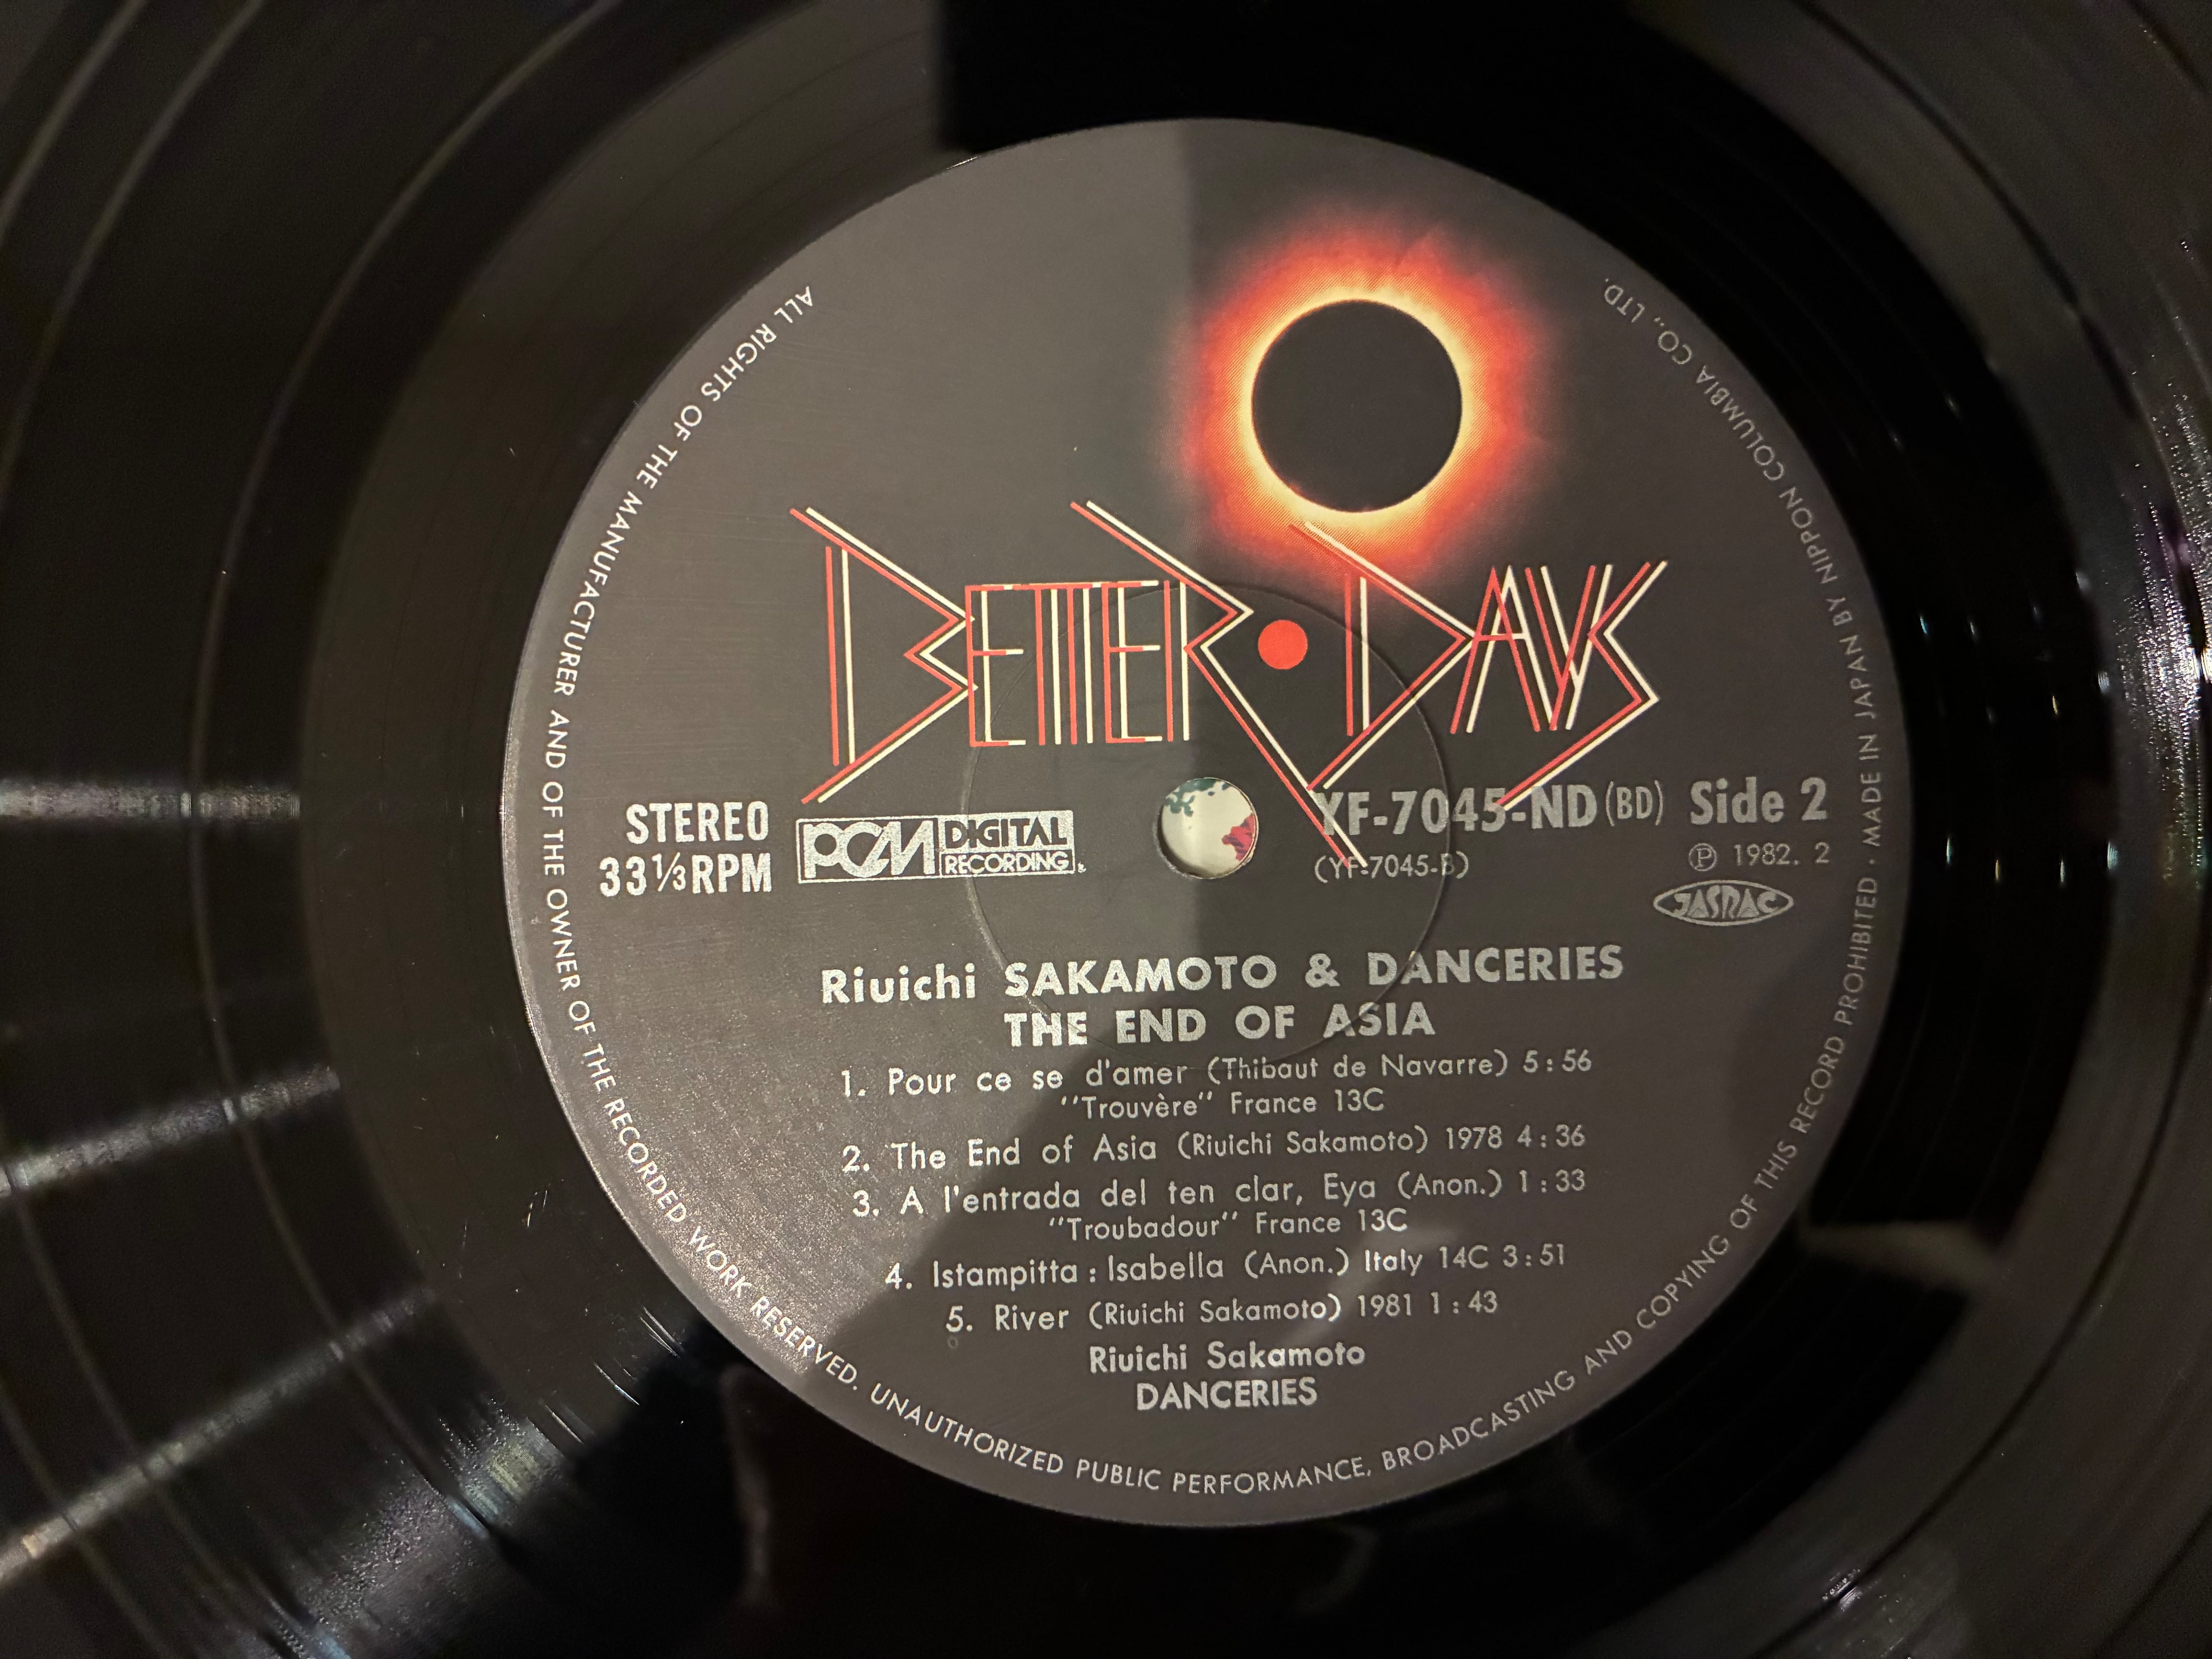 BETTER・DAYS
STEREO
33⅓RPM
PCM DIGITAL RECORDING
YF-7045-ND(BD) Side 2
(YF-7045-B)
Ⓟ 1982. 2
JASRAC
Riuichi SAKAMOTO & DANCERIES
THE END OF ASIA
1. Pour ce se d'amer (Thibaut de Navarre) 5:56
"Trouvère" France 13C
2. The End of Asia (Riuichi Sakamoto) 1978 4:36
3. A l'entrada del ten clar, Eya (Anon.) 1:33
"Troubadour" France 13C
4. Istampitta : Isabella (Anon.) Italy 14C 3:51
5. River (Riuichi Sakamoto) 1981 1:43
Riuichi Sakamoto
DANCERIES
ALL RIGHTS OF THE MANUFACTURER AND OF THE OWNER OF THE RECORDED WORK RESERVED. UNAUTHORIZED PUBLIC PERFORMANCE, BROADCASTING AND COPYING OF THIS RECORD PROHIBITED・MADE IN JAPAN BY NIPPON COLUMBIA CO., LTD.